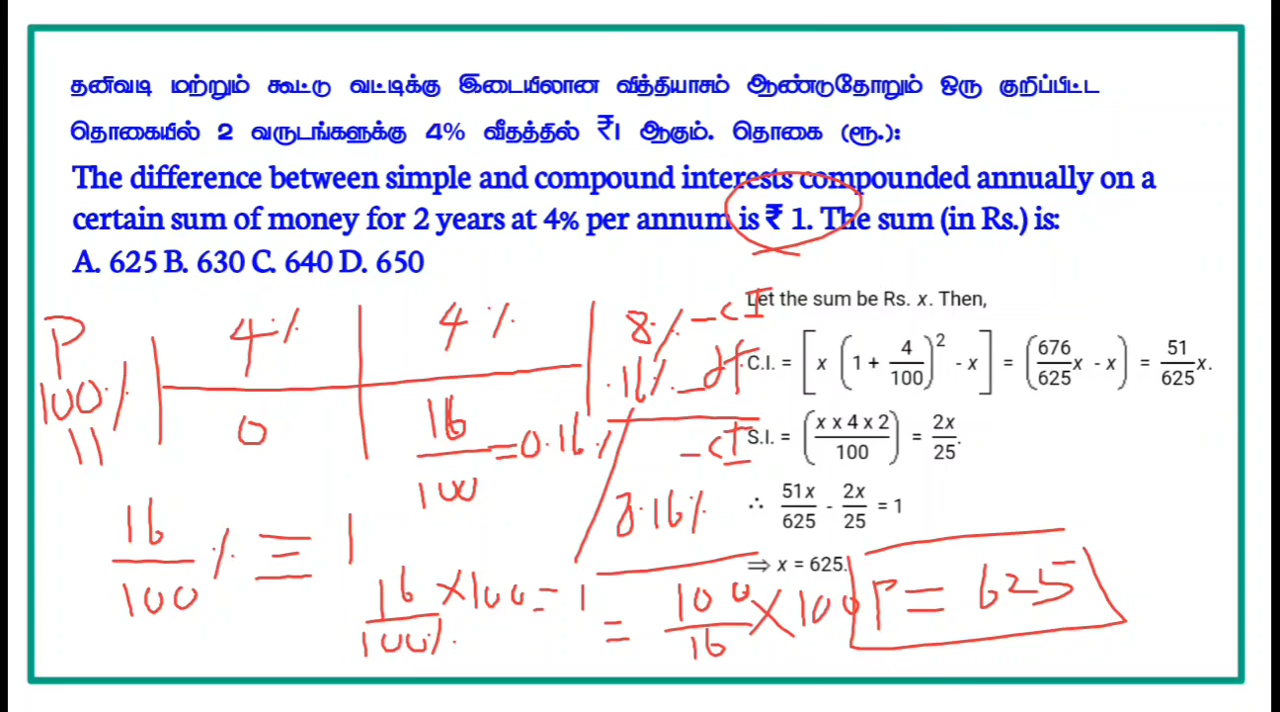 தனிவடி மற்றும் கூட்டு வட்டிக்கு இடையிலான வித்தியாசம் ஆண்டுதோறும் ஒரு குறிப்பிட்ட
தொகையில் 2 வருடங்களுக்கு 4% வீதத்தில் ₹1 ஆகும். தொகை (ரூ.):
The difference between simple and compound interests compounded annually on a
certain sum of money for 2 years at 4% per annum is ₹ 1. The sum (in Rs.) is:
A. 625 B. 630 C. 640 D. 650
Let the sum be Rs. x. Then,
C.I. = [x (1 + 4/100)² - x] = (676/625 x - x) = 51/625 x.
S.I. = (x x 4 x 2 / 100) = 2x/25.
∴ 51x/625 - 2x/25 = 1
⇒ x = 625.
P 4% 4% 8% - CI
100% 0 16/100 = 0.16% .16%
- CI
8.16%
16/100 % = 1
16/100% × 100 = 1
= 100/16 × 100
P = 625